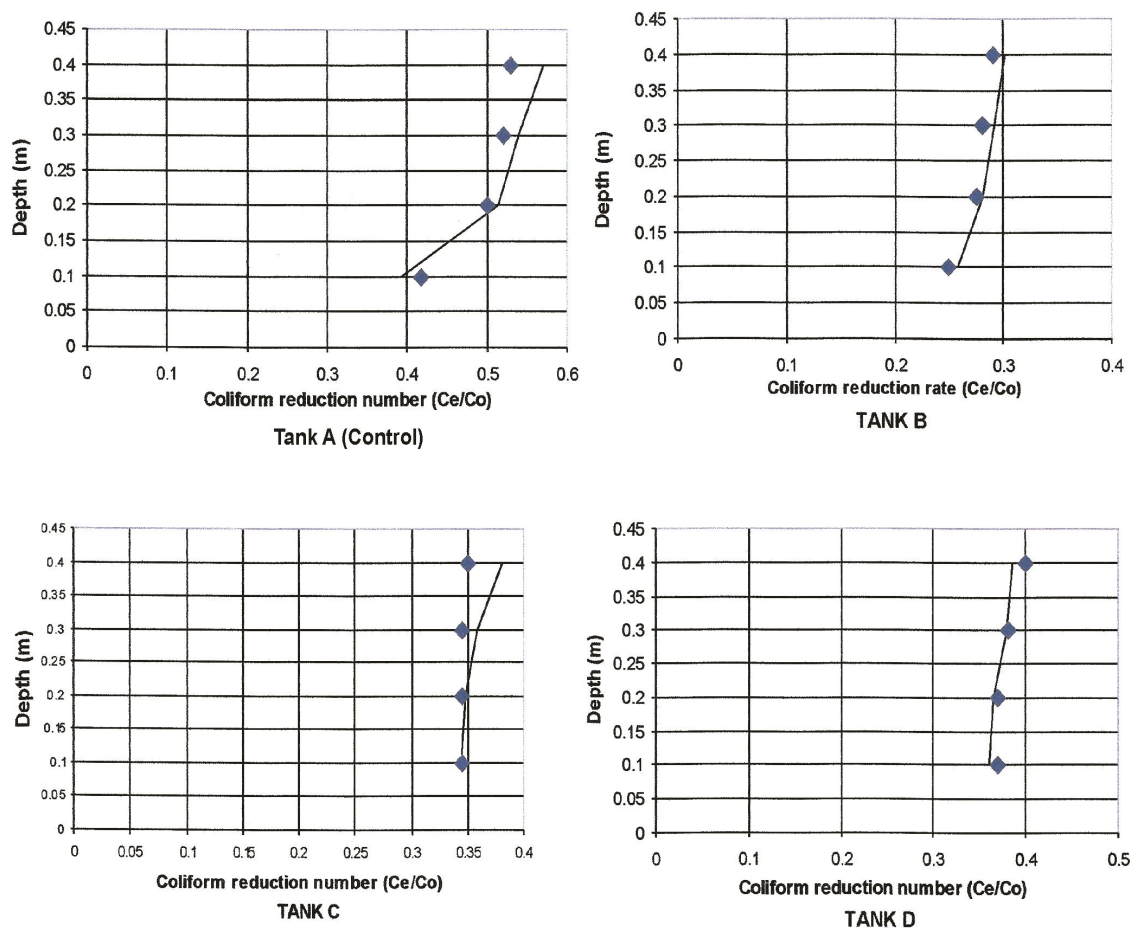 0.45
0.4
0.35
0.3
0.25
0.2
0.15
0.1
0.05
0
Depth (m)
0 0.1 0.2 0.3 0.4 0.5 0.6
Coliform reduction number (Ce/Co)
Tank A (Control)
0.45
0.4
0.35
0.3
0.25
0.2
0.15
0.1
0.05
0
Depth (m)
0 0.1 0.2 0.3 0.4
Coliform reduction rate (Ce/Co)
TANK B
0.45
0.4
0.35
0.3
0.25
0.2
0.15
0.1
0.05
0
Depth (m)
0 0.05 0.1 0.15 0.2 0.25 0.3 0.35 0.4
Coliform reduction number (Ce/Co)
TANK C
0.45
0.4
0.35
0.3
0.25
0.2
0.15
0.1
0.05
0
Depth (m)
0 0.1 0.2 0.3 0.4 0.5
Coliform reduction number (Ce/Co)
TANK D